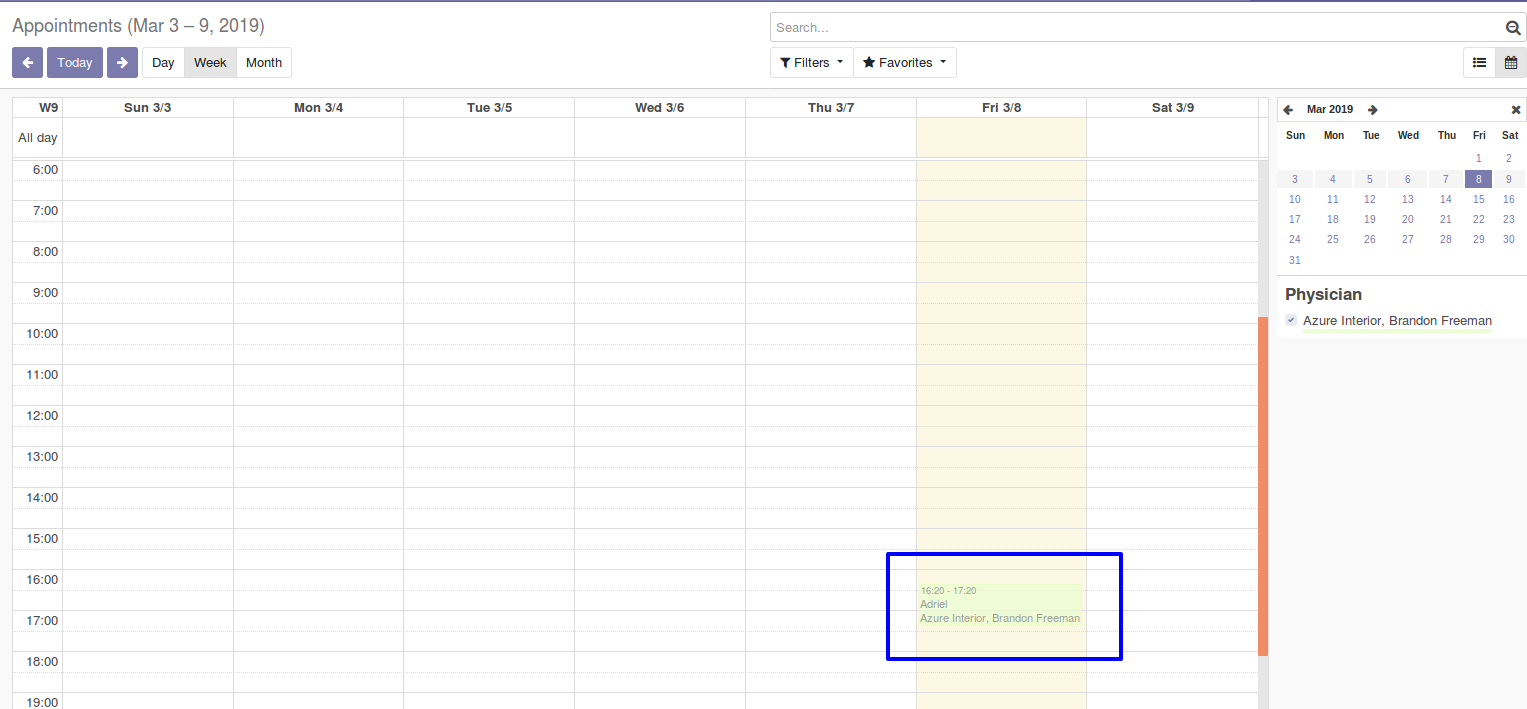 Appointments (Mar 3 – 9, 2019)
Search...
Today
Day Week Month
Filters Favorites
W9 Sun 3/3 Mon 3/4 Tue 3/5 Wed 3/6 Thu 3/7 Fri 3/8 Sat 3/9
All day
6:00
7:00
8:00
9:00
10:00
11:00
12:00
13:00
14:00
15:00
16:00
17:00
18:00
19:00
16:20 - 17:20
Adriel
Azure Interior, Brandon Freeman
Mar 2019
Sun Mon Tue Wed Thu Fri Sat
1 2
3 4 5 6 7 8 9
10 11 12 13 14 15 16
17 18 19 20 21 22 23
24 25 26 27 28 29 30
31
Physician
Azure Interior, Brandon Freeman